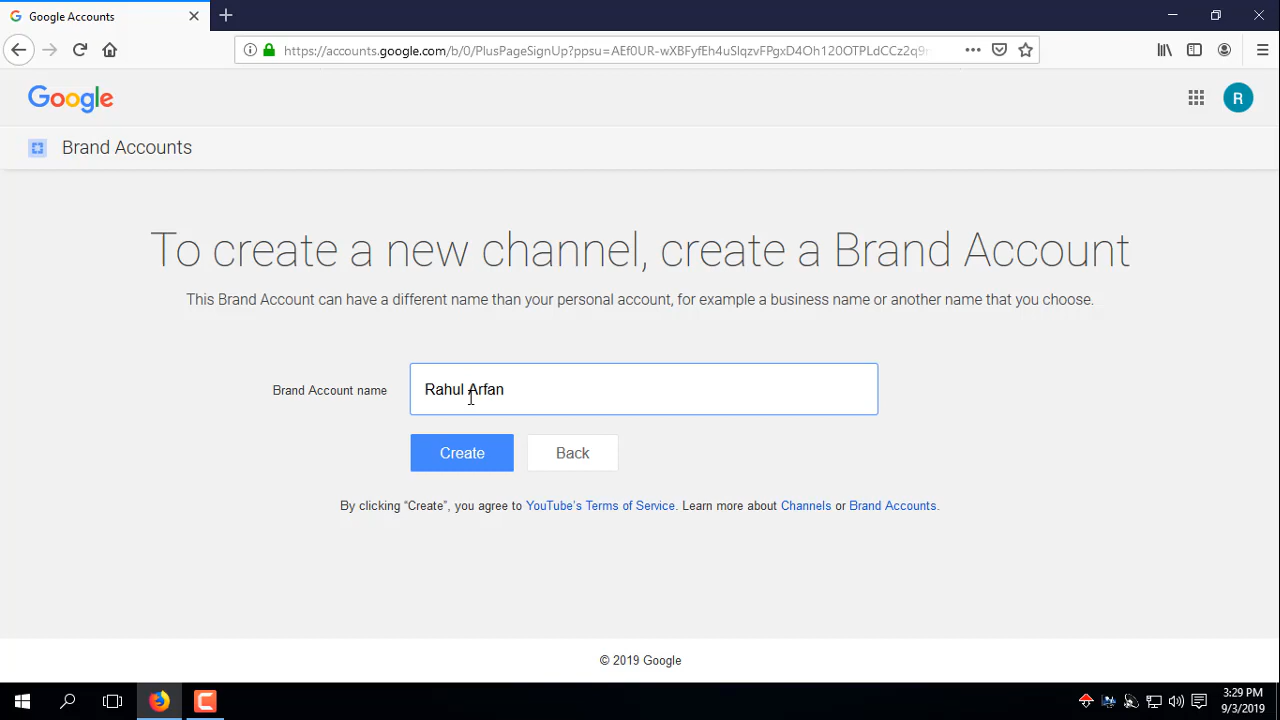 Google Accounts
https://accounts.google.com/b/0/PlusPageSignUp?ppsu=AEf0UR-wXBFyfEh4uSIqzvFPgxD4Oh120OTPLdCCz2q9
Google
R
Brand Accounts
To create a new channel, create a Brand Account
This Brand Account can have a different name than your personal account, for example a business name or another name that you choose.
Brand Account name
Rahul Arfan
Create
Back
By clicking “Create”, you agree to YouTube’s Terms of Service. Learn more about Channels or Brand Accounts.
© 2019 Google
3:29 PM
9/3/2019